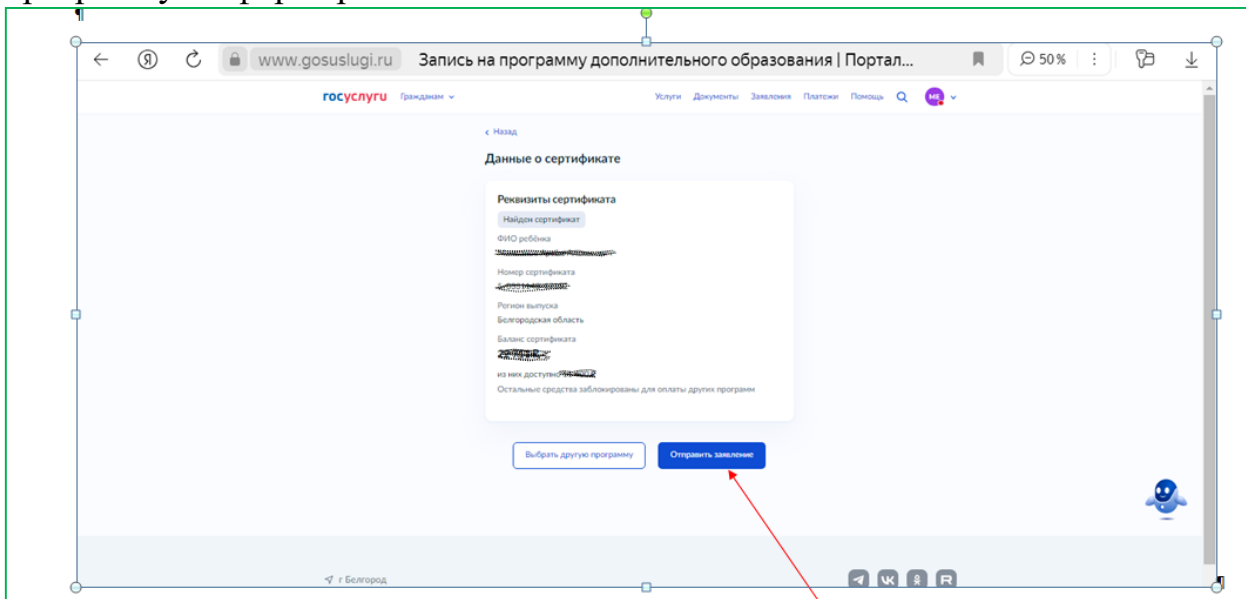 www.gosuslugi.ru Запись на программу дополнительного образования | Портал... 50 %
госуслуги Гражданам Услуги Документы Заявления Платежи Помощь МЕ
Назад
Данные о сертификате
Реквизиты сертификата
Найден сертификат
ФИО ребёнка
Номер сертификата
Регион выпуска
Белгородская область
Баланс сертификата
из них доступно
Остальные средства заблокированы для оплаты других программ
Выбрать другую программу Отправить заявление
г Белгород